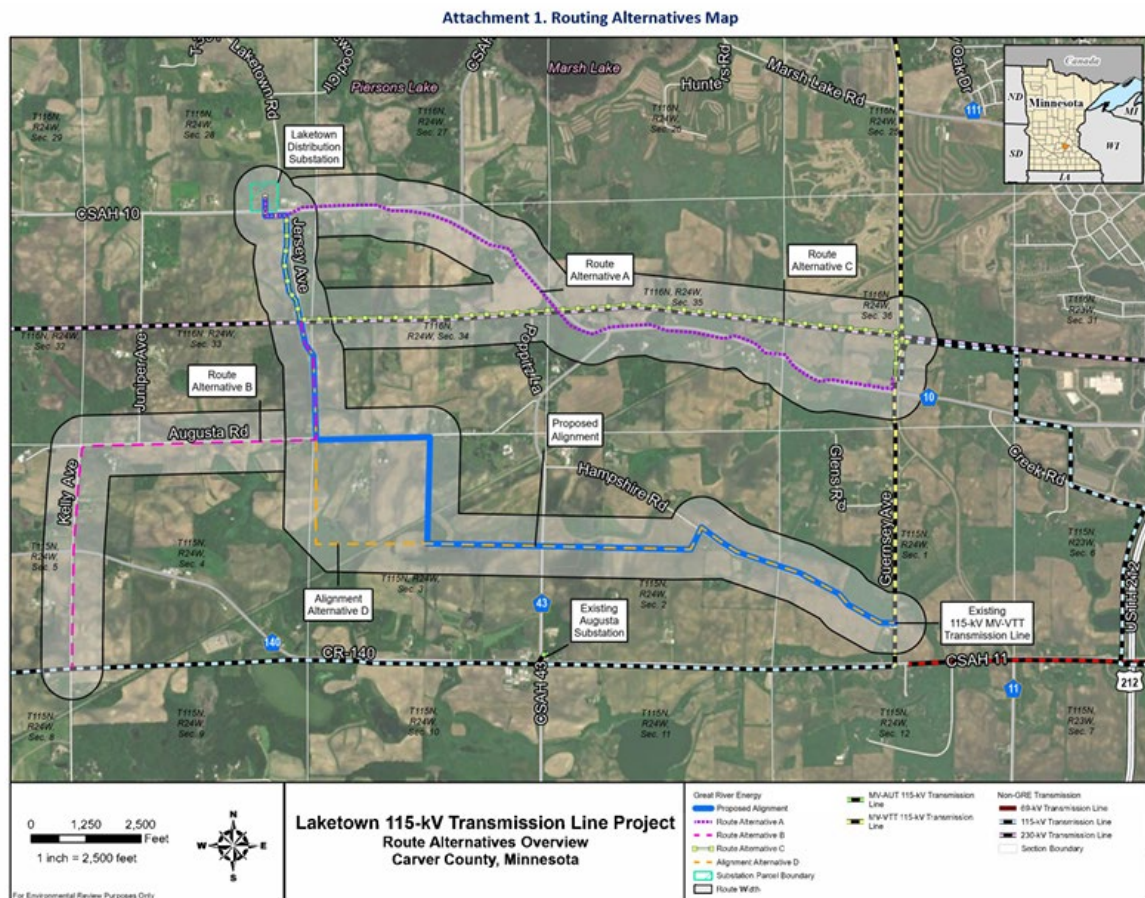 Attachment 1. Routing Alternatives Map
Laketown Rd
Piersons Lake
CSAH
Marsh Lake
Hunters Rd
Marsh Lake Rd
Oak Dr
111
Canada
ND
Minnesota
MI
SD
WI
IA
T116N,
R24W,
Sec. 29
T116N,
R24W,
Sec. 28
T116N,
R24W,
Sec. 27
T116N,
R24W,
Sec. 26
T116N,
R24W,
Sec. 25
Laketown
Distribution
Substation
CSAH 10
Jersey Ave
Route
Alternative A
Route
Alternative C
T116N, R24W,
Sec. 32
T116N, R24W,
Sec. 33
T116N,
R24W, Sec. 34
T116N, R24W,
Sec. 35
T116N,
R24W,
Sec. 36
T116N,
R23W,
Sec. 31
Juniper Ave
Poppitz La
Route
Alternative B
10
Augusta Rd
Proposed
Alignment
Kelly Ave
Hampshire Rd
Glens Rd
Guernsey Ave
Creek Rd
T115N,
R24W,
Sec. 5
T115N,
R24W,
Sec. 4
T115N, R24W,
Sec. 3
T115N,
R24W,
Sec. 2
T115N,
R24W,
Sec. 1
T115N,
R23W,
Sec. 6
Alignment
Alternative D
43
Existing
Augusta
Substation
Existing
115-kV MV-VTT
Transmission Line
USTH 212
140
CR-140
CSAH 43
CSAH 11
212
11
T115N,
R24W,
Sec. 8
T115N,
R24W,
Sec. 9
T115N,
R24W,
Sec. 10
T115N,
R24W,
Sec. 11
T115N,
R24W,
Sec. 12
T115N,
R23W,
Sec. 7
0 1,250 2,500
Feet
1 inch = 2,500 feet
For Environmental Review Purposes Only
N
W E
S
Laketown 115-kV Transmission Line Project
Route Alternatives Overview
Carver County, Minnesota
Great River Energy
Proposed Alignment
Route Alternative A
Route Alternative B
Route Alternative C
Alignment Alternative D
Substation Parcel Boundary
Route Width
MV-AUT 115-kV Transmission
Line
MV-VTT 115-kV Transmission
Line
Non-GRE Transmission
69-kV Transmission Line
115-kV Transmission Line
230-kV Transmission Line
Section Boundary